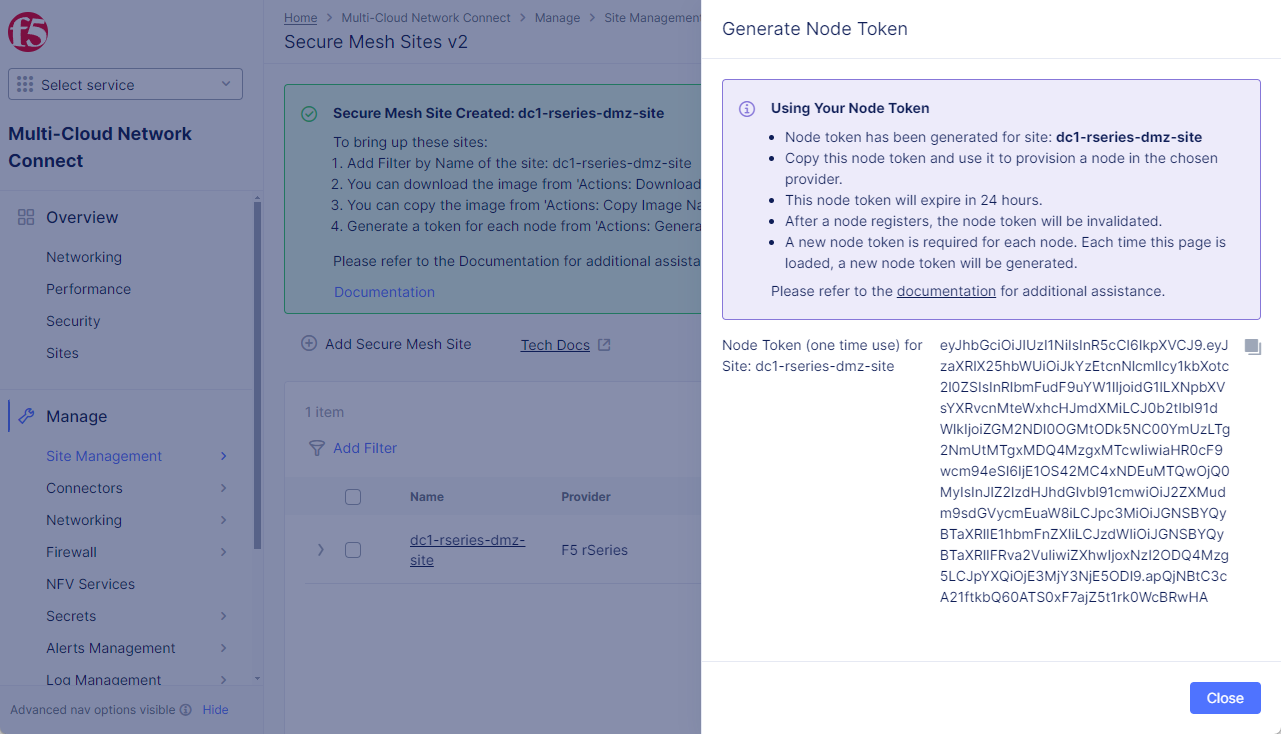 f5
Select service
Multi-Cloud Network
Connect
Overview
Networking
Performance
Security
Sites
Manage
Site Management
Connectors
Networking
Firewall
NFV Services
Secrets
Alerts Management
Log Management
Advanced nav options visible Hide
Home > Multi-Cloud Network Connect > Manage > Site Management
Secure Mesh Sites v2
Secure Mesh Site Created: dc1-rseries-dmz-site
To bring up these sites:
1. Add Filter by Name of the site: dc1-rseries-dmz-site
2. You can download the image from 'Actions: Download
3. You can copy the image from 'Actions: Copy Image Na
4. Generate a token for each node from 'Actions: Genera
Please refer to the Documentation for additional assista
Documentation
Add Secure Mesh Site Tech Docs
1 item
Add Filter
Name Provider
dc1-rseries-dmz-
site
F5 rSeries
Generate Node Token
Using Your Node Token
• Node token has been generated for site: dc1-rseries-dmz-site
• Copy this node token and use it to provision a node in the chosen
provider.
• This node token will expire in 24 hours.
• After a node registers, the node token will be invalidated.
• A new node token is required for each node. Each time this page is
loaded, a new node token will be generated.
Please refer to the documentation for additional assistance.
Node Token (one time use) for
Site: dc1-rseries-dmz-site
Close